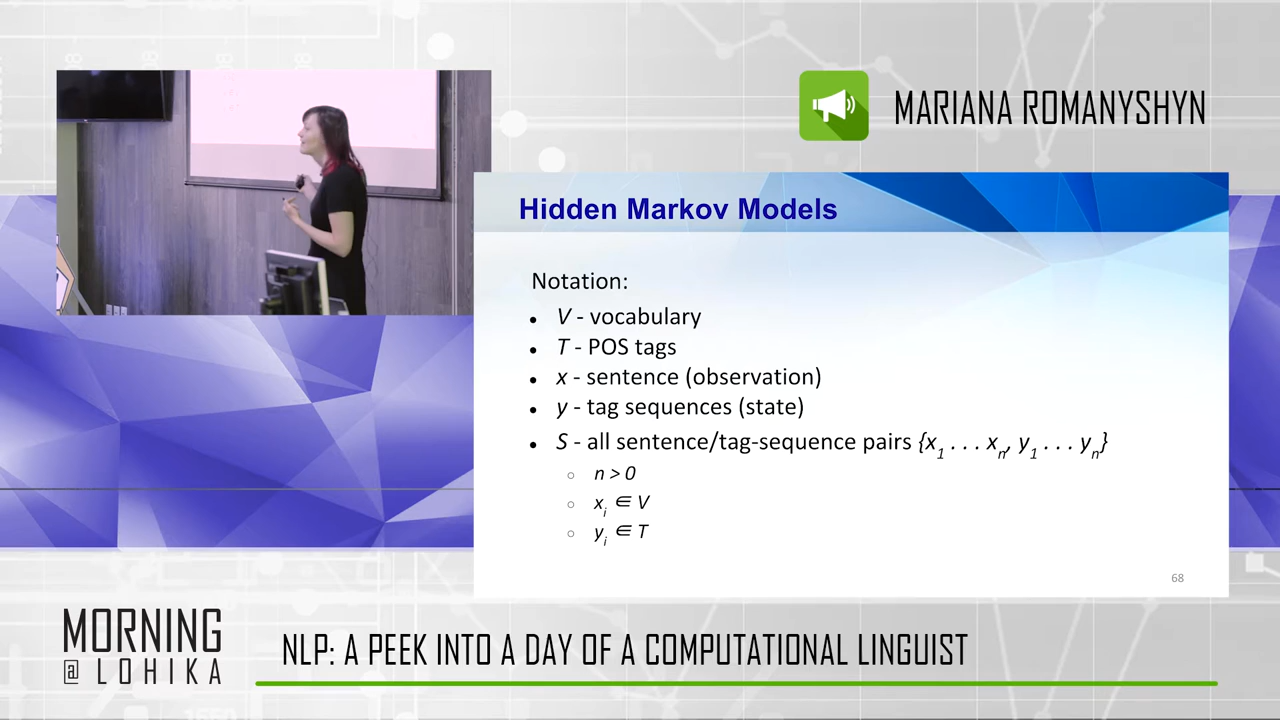 MARIANA ROMANYSHYN
Hidden Markov Models
Notation:
• V - vocabulary
• T - POS tags
• x - sentence (observation)
• y - tag sequences (state)
• S - all sentence/tag-sequence pairs {x1 . . . xn, y1 . . . yn}
○ n > 0
○ xi ∈ V
○ yi ∈ T
68
MORNING
@ LOHIKA
NLP: A PEEK INTO A DAY OF A COMPUTATIONAL LINGUIST